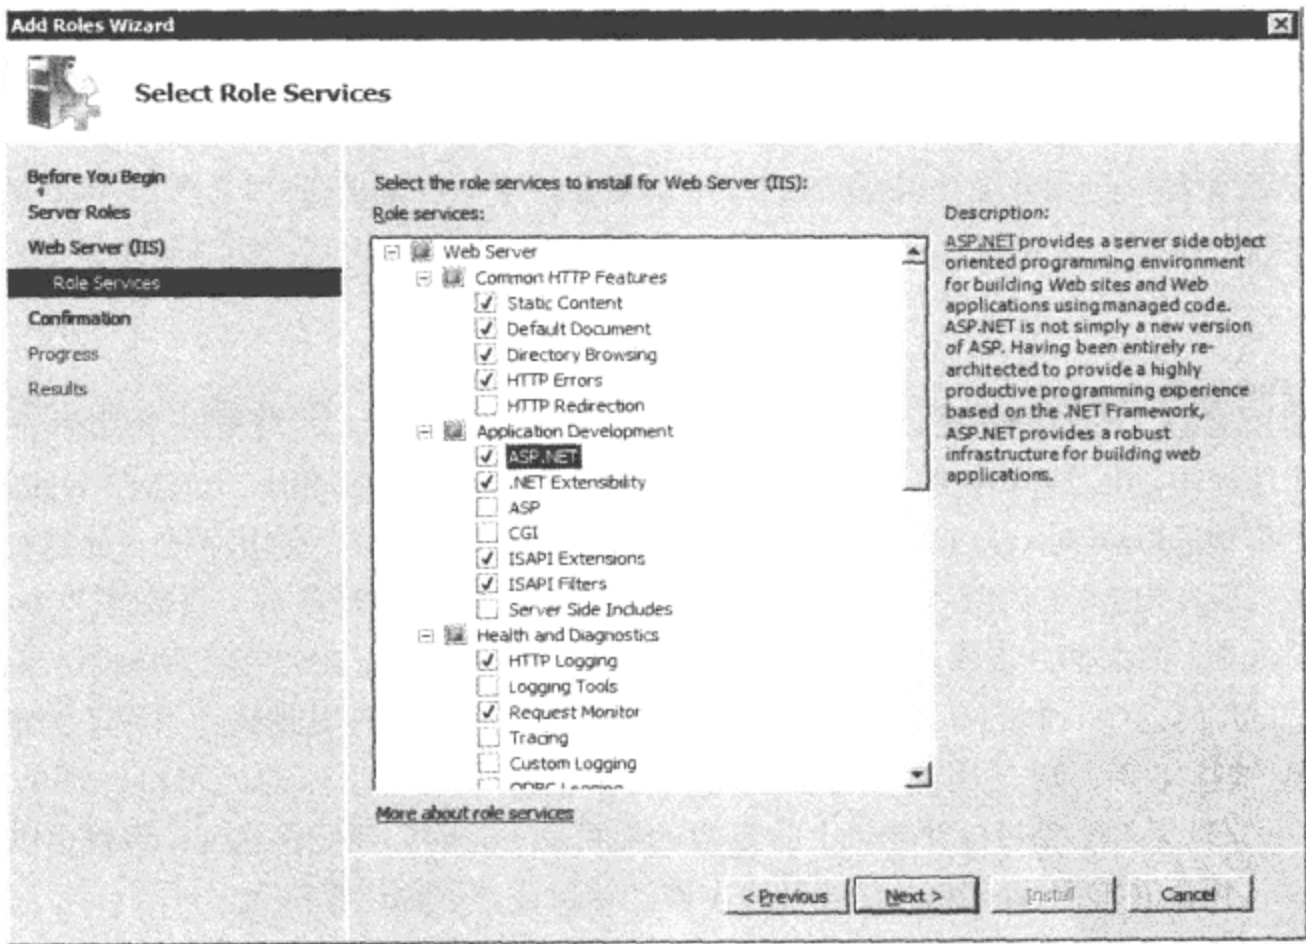 Add Roles Wizard
Select Role Services
Before You Begin
Server Roles
Web Server (IIS)
Role Services
Confirmation
Progress
Results
Select the role services to install for Web Server (IIS):
Role services:
Web Server
Common HTTP Features
Static Content
Default Document
Directory Browsing
HTTP Errors
HTTP Redirection
Application Development
ASP.NET
.NET Extensibility
ASP
CGI
ISAPI Extensions
ISAPI Filters
Server Side Includes
Health and Diagnostics
HTTP Logging
Logging Tools
Request Monitor
Tracing
Custom Logging
ODBC Logging
More about role services
Description:
ASP.NET provides a server side object
oriented programming environment
for building Web sites and Web
applications using managed code.
ASP.NET is not simply a new version
of ASP. Having been entirely re-
architected to provide a highly
productive programming experience
based on the .NET Framework,
ASP.NET provides a robust
infrastructure for building web
applications.
< Previous
Next >
Install
Cancel